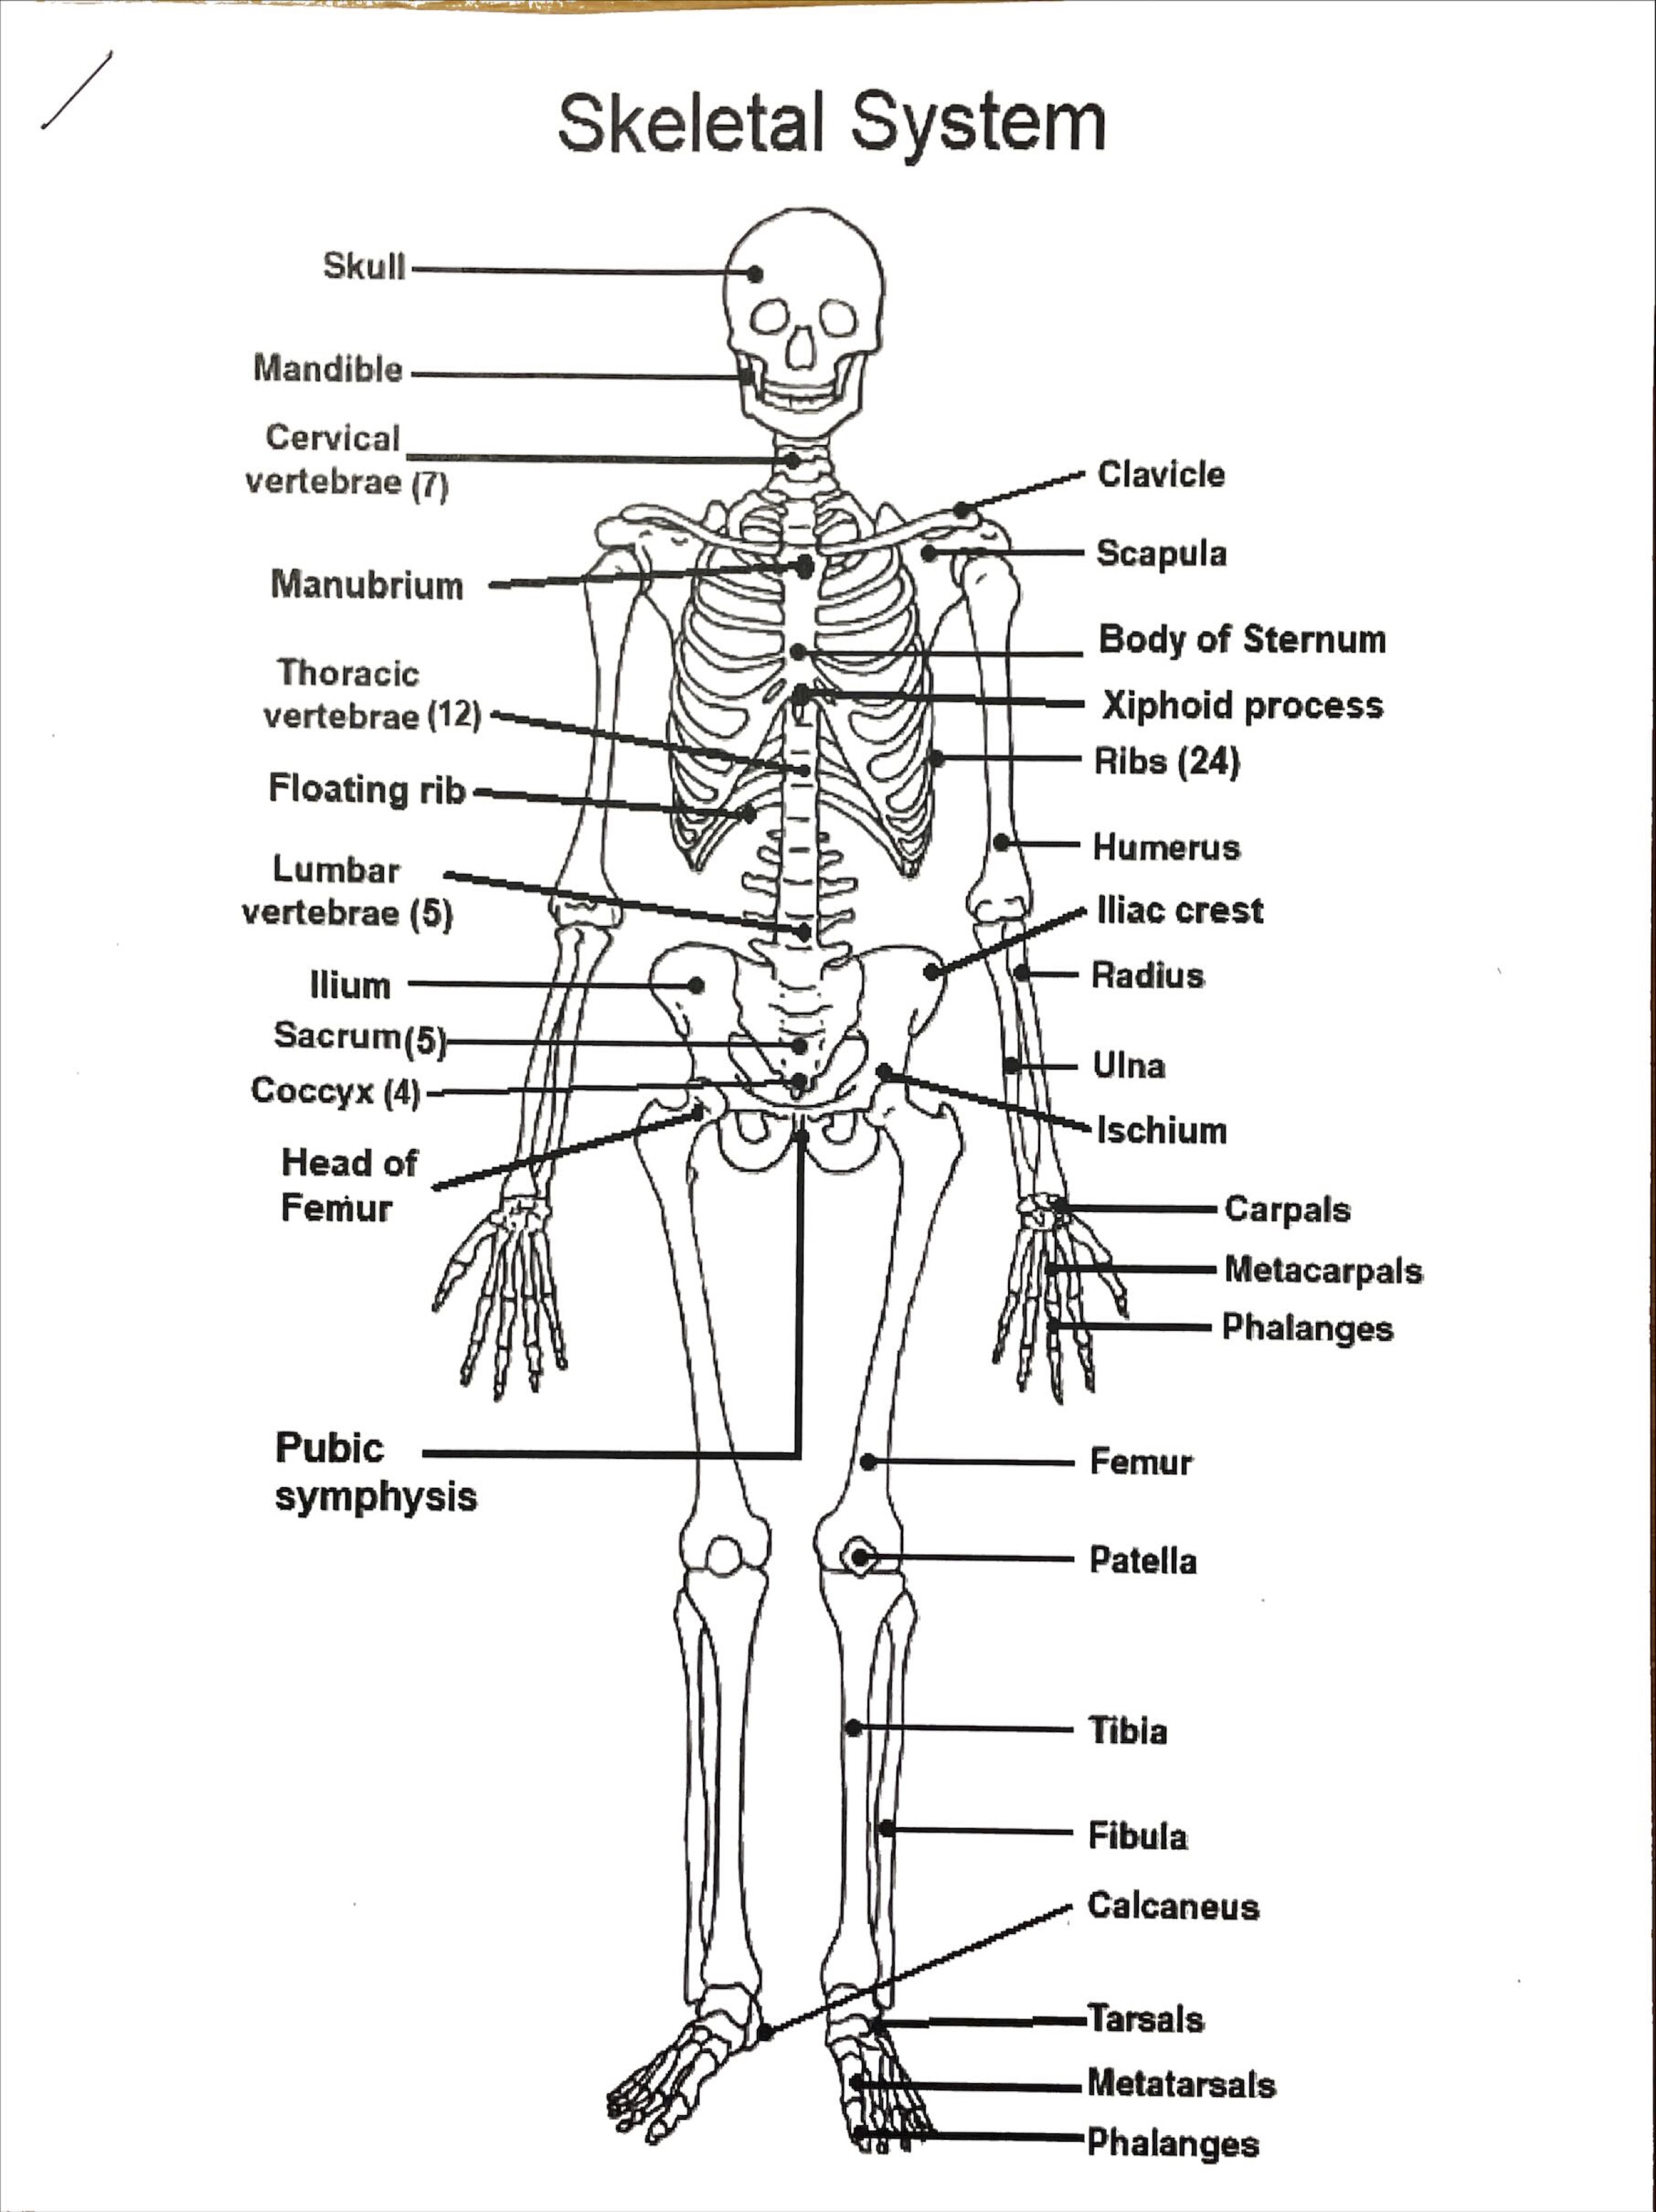 Skeletal System
Skull
Mandible
Cervical
vertebrae (7)
Manubrium
Thoracic
vertebrae (12)
Floating rib
Lumbar
vertebrae (5)
Ilium
Sacrum(5)
Coccyx (4)
Head of
Femur
Pubic
symphysis
Clavicle
Scapula
Body of Sternum
Xiphoid process
Ribs (24)
Humerus
Iliac crest
Radius
Ulna
Ischium
Carpals
Metacarpals
Phalanges
Femur
Patella
Tibia
Fibula
Calcaneus
Tarsals
Metatarsals
Phalanges